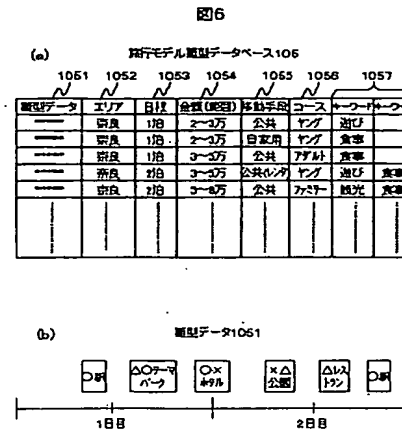 図6
(a) 旅行モデル雛型データベース105
1051 1052 1053 1054 1055 1056 1057
雛型データ エリア 日程 金額(総目) 移動手段 コース キーワード キーワード
奈良 1泊 2〜3万 公共 ヤング 遊び
奈良 1泊 2〜3万 自家用 ヤング 食事
奈良 1泊 3〜5万 公共 アダルト 食事
奈良 2泊 3〜5万 公共/レンタ ヤング 遊び 食事
奈良 2泊 公共 ファミリー 観光 食事
(b) 雛型データ1051
○駅 △○テーマパーク ○×ホテル ×△公園 △レストラン ○駅
1日目 2日目